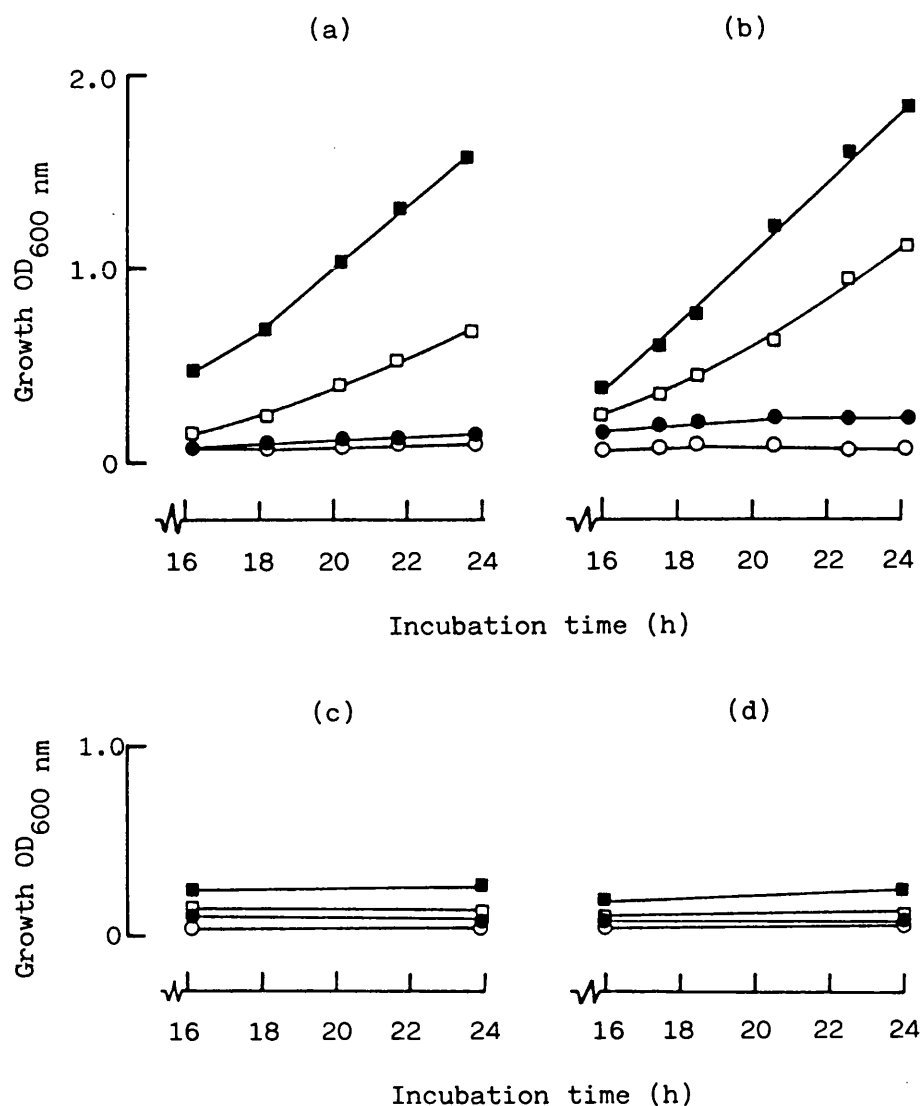 (a)
(b)
2.0
1.0
0
Growth OD600 nm
16 18 20 22 24
16 18 20 22 24
Incubation time (h)
(c)
(d)
1.0
0
Growth OD600 nm
16 18 20 22 24
16 18 20 22 24
Incubation time (h)